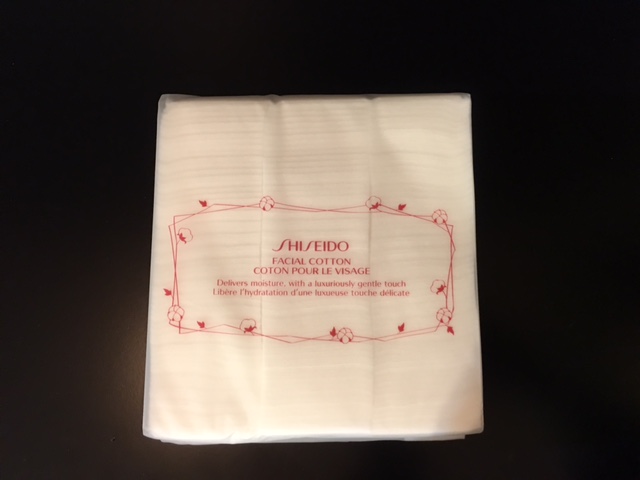 SHISEIDO
FACIAL COTTON
COTON POUR LE VISAGE
Delivers moisture, with a luxuriously gentle touch
Libère l'hydratation d'une luxueuse touche délicate